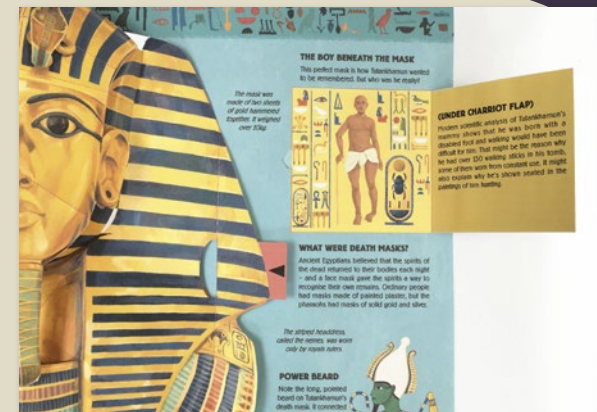 THE BOY BENEATH THE MASK
This perfect mask is how Tutankhamun wanted
to be remembered. But who was he really?
The mask was
made of two sheets
of gold hammered
together. It weighed
over 10kg.
(UNDER CHARRIOT FLAP)
Modern scientific analysis of Tutankhamun's
mummy shows that he was born with a
disabled foot and walking would have been
difficult for him. That might be the reason why
he had over 130 walking sticks in his tomb,
some of them worn from constant use. It might
also explain why he's shown seated in the
paintings of him hunting.
WHAT WERE DEATH MASKS?
Ancient Egyptians believed that the spirits of
the dead returned to their bodies each night
– and a face mask gave the spirits a way to
recognise their own remains. Ordinary people
had masks made of painted plaster, but the
pharaohs had masks of solid gold and silver.
The striped headdress,
called the nemes, was worn
only by royals rulers
POWER BEARD
Note the long, pointed
beard on Tutankhamun's
death mask. It connected